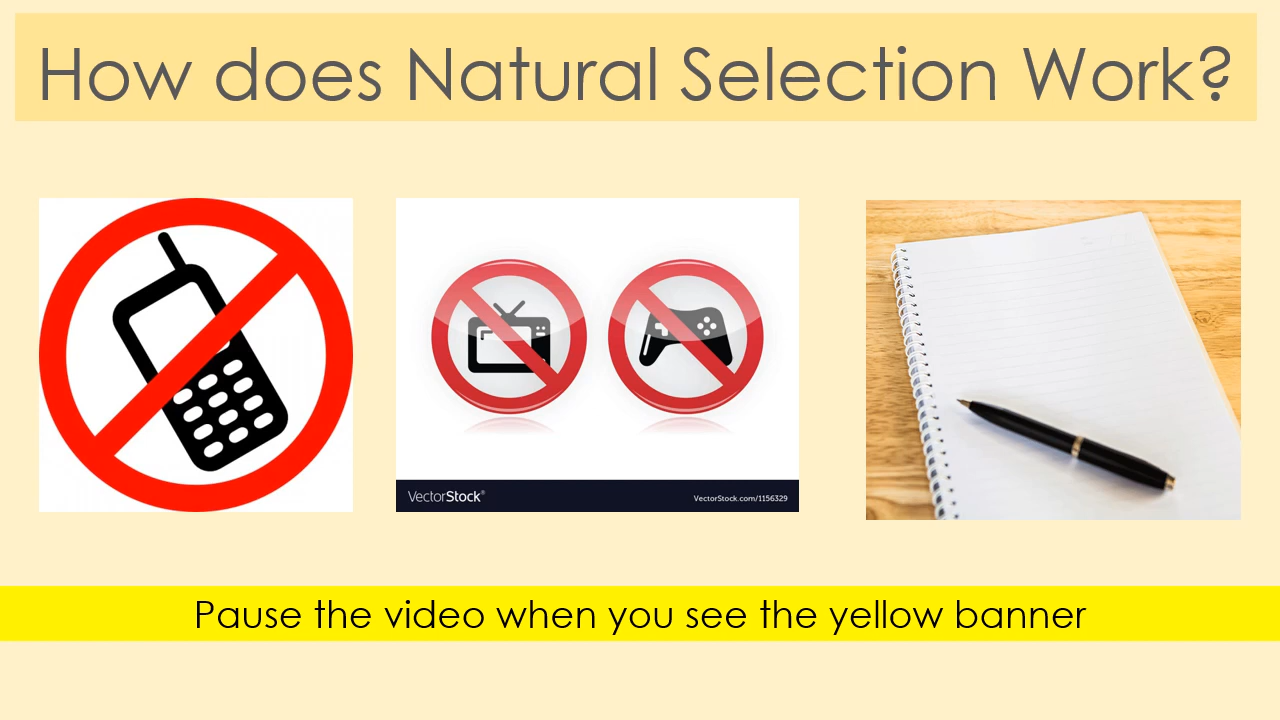 How does Natural Selection Work?
VectorStock®
VectorStock.com/1156329
Pause the video when you see the yellow banner